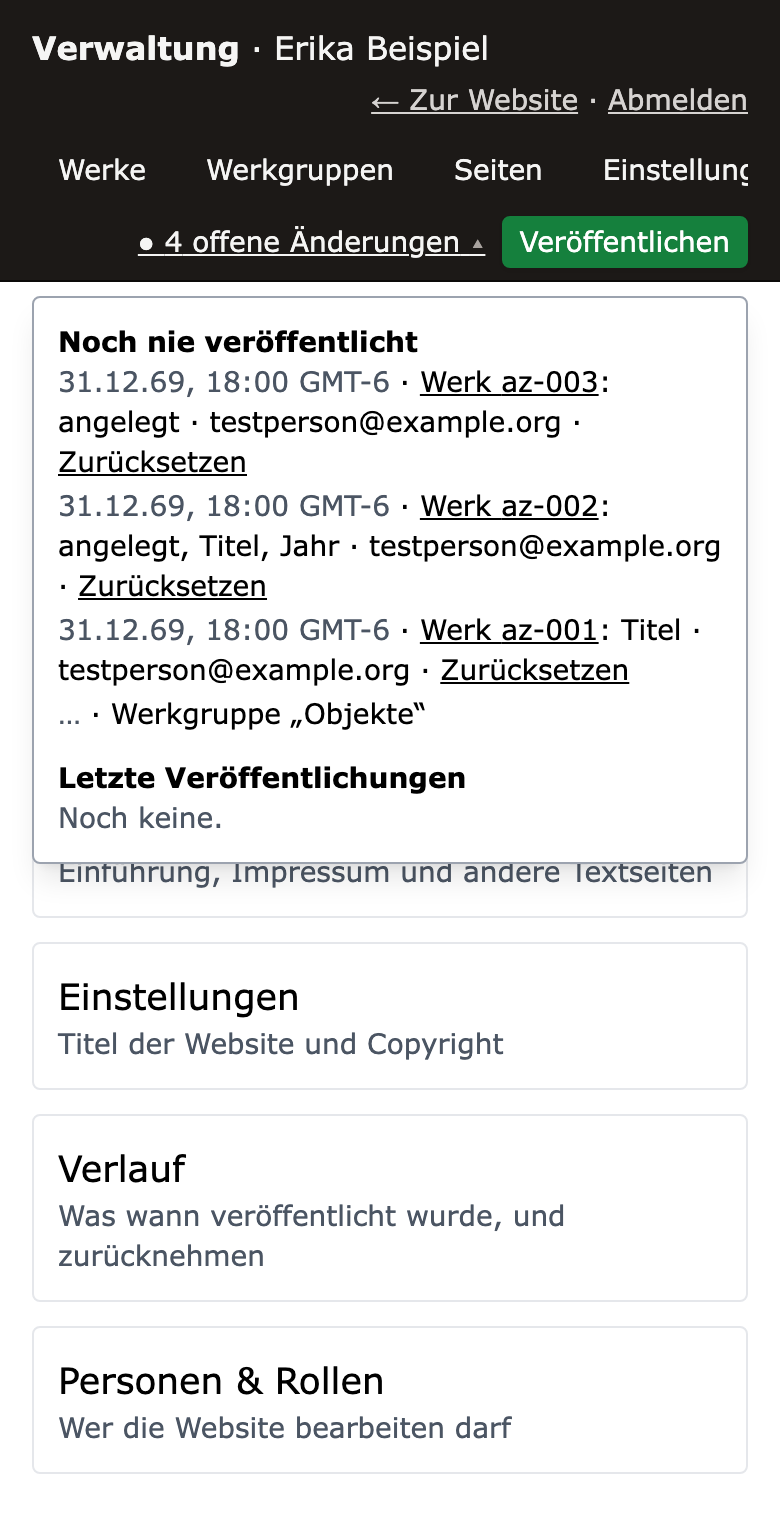 Verwaltung · Erika Beispiel
← Zur Website · Abmelden
Werke Werkgruppen Seiten Einstellung
● 4 offene Änderungen ▲ Veröffentlichen
Noch nie veröffentlicht
31.12.69, 18:00 GMT-6 · Werk az-003:
angelegt · testperson@example.org ·
Zurücksetzen
31.12.69, 18:00 GMT-6 · Werk az-002:
angelegt, Titel, Jahr · testperson@example.org
· Zurücksetzen
31.12.69, 18:00 GMT-6 · Werk az-001: Titel ·
testperson@example.org · Zurücksetzen
… · Werkgruppe „Objekte“
Letzte Veröffentlichungen
Noch keine.
Einführung, Impressum und andere Textseiten
Einstellungen
Titel der Website und Copyright
Verlauf
Was wann veröffentlicht wurde, und
zurücknehmen
Personen & Rollen
Wer die Website bearbeiten darf